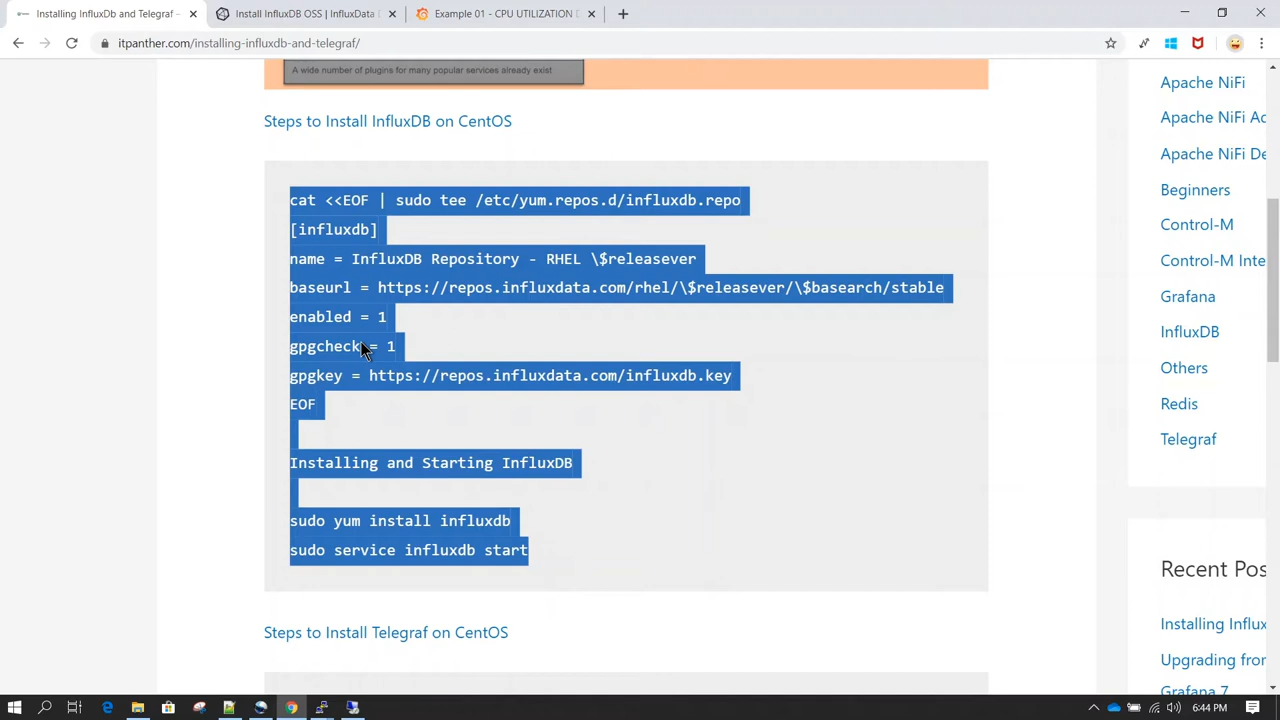 Installing InfluxDb and Telegraf –
Install InfluxDB OSS | InfluxData D
Example 01 - CPU UTILIZATION D
itpanther.com/installing-influxdb-and-telegraf/
A wide number of plugins for many popular services already exist
Steps to Install InfluxDB on CentOS
cat <<EOF | sudo tee /etc/yum.repos.d/influxdb.repo
[influxdb]
name = InfluxDB Repository - RHEL \$releasever
baseurl = https://repos.influxdata.com/rhel/\$releasever/\$basearch/stable
enabled = 1
gpgcheck = 1
gpgkey = https://repos.influxdata.com/influxdb.key
EOF
Installing and Starting InfluxDB
sudo yum install influxdb
sudo service influxdb start
Steps to Install Telegraf on CentOS
Apache NiFi
Apache NiFi Ad
Apache NiFi De
Beginners
Control-M
Control-M Inte
Grafana
InfluxDB
Others
Redis
Telegraf
Recent Pos
Installing Influx
Upgrading from
Grafana 7
6:44 PM